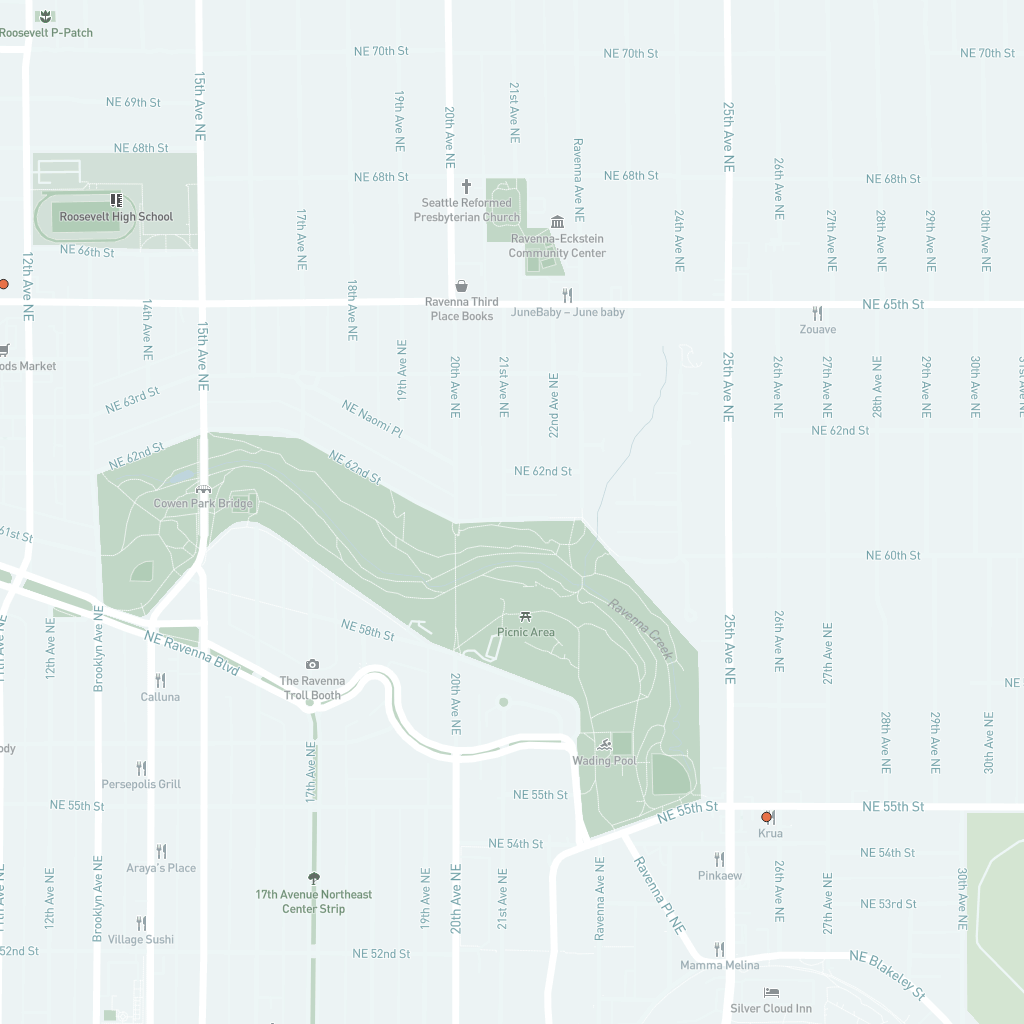 Roosevelt P-Patch
NE 70th St
NE 70th St
NE 70th St
15th Ave NE
19th Ave NE
20th Ave NE
21st Ave NE
25th Ave NE
NE 69th St
NE 68th St
NE 68th St
NE 68th St
NE 68th St
Ravenna Ave NE
26th Ave NE
Roosevelt High School
Seattle Reformed
Presbyterian Church
Ravenna-Eckstein
Community Center
17th Ave NE
24th Ave NE
27th Ave NE
28th Ave NE
29th Ave NE
30th Ave NE
NE 66th St
12th Ave NE
14th Ave NE
18th Ave NE
Ravenna Third
Place Books
JuneBaby – June baby
NE 65th St
Zouave
15th Ave NE
ods Market
19th Ave NE
20th Ave NE
21st Ave NE
22nd Ave NE
25th Ave NE
26th Ave NE
27th Ave NE
28th Ave NE
29th Ave NE
30th Ave NE
31st Ave NE
NE 63rd St
NE Naomi Pl
NE 62nd St
NE 62nd St
NE 62nd St
NE 62nd St
Cowen Park Bridge
61st St
NE 60th St
Ravenna Creek
Picnic Area
NE 58th St
11th Ave NE
12th Ave NE
Brooklyn Ave NE
NE Ravenna Blvd
25th Ave NE
26th Ave NE
27th Ave NE
The Ravenna
Troll Booth
Calluna
20th Ave NE
NE 5
28th Ave NE
29th Ave NE
30th Ave NE
ody
Persepolis Grill
17th Ave NE
Wading Pool
NE 55th St
NE 55th St
NE 55th St
NE 55th St
Krua
NE 54th St
NE 54th St
Araya's Place
Pinkaew
11th Ave NE
12th Ave NE
Brooklyn Ave NE
17th Avenue Northeast
Center Strip
19th Ave NE
20th Ave NE
21st Ave NE
Ravenna Ave NE
Ravenna Pl NE
26th Ave NE
27th Ave NE
NE 53rd St
30th Ave NE
Village Sushi
52nd St
NE 52nd St
Mamma Melina
NE Blakeley St
Silver Cloud Inn